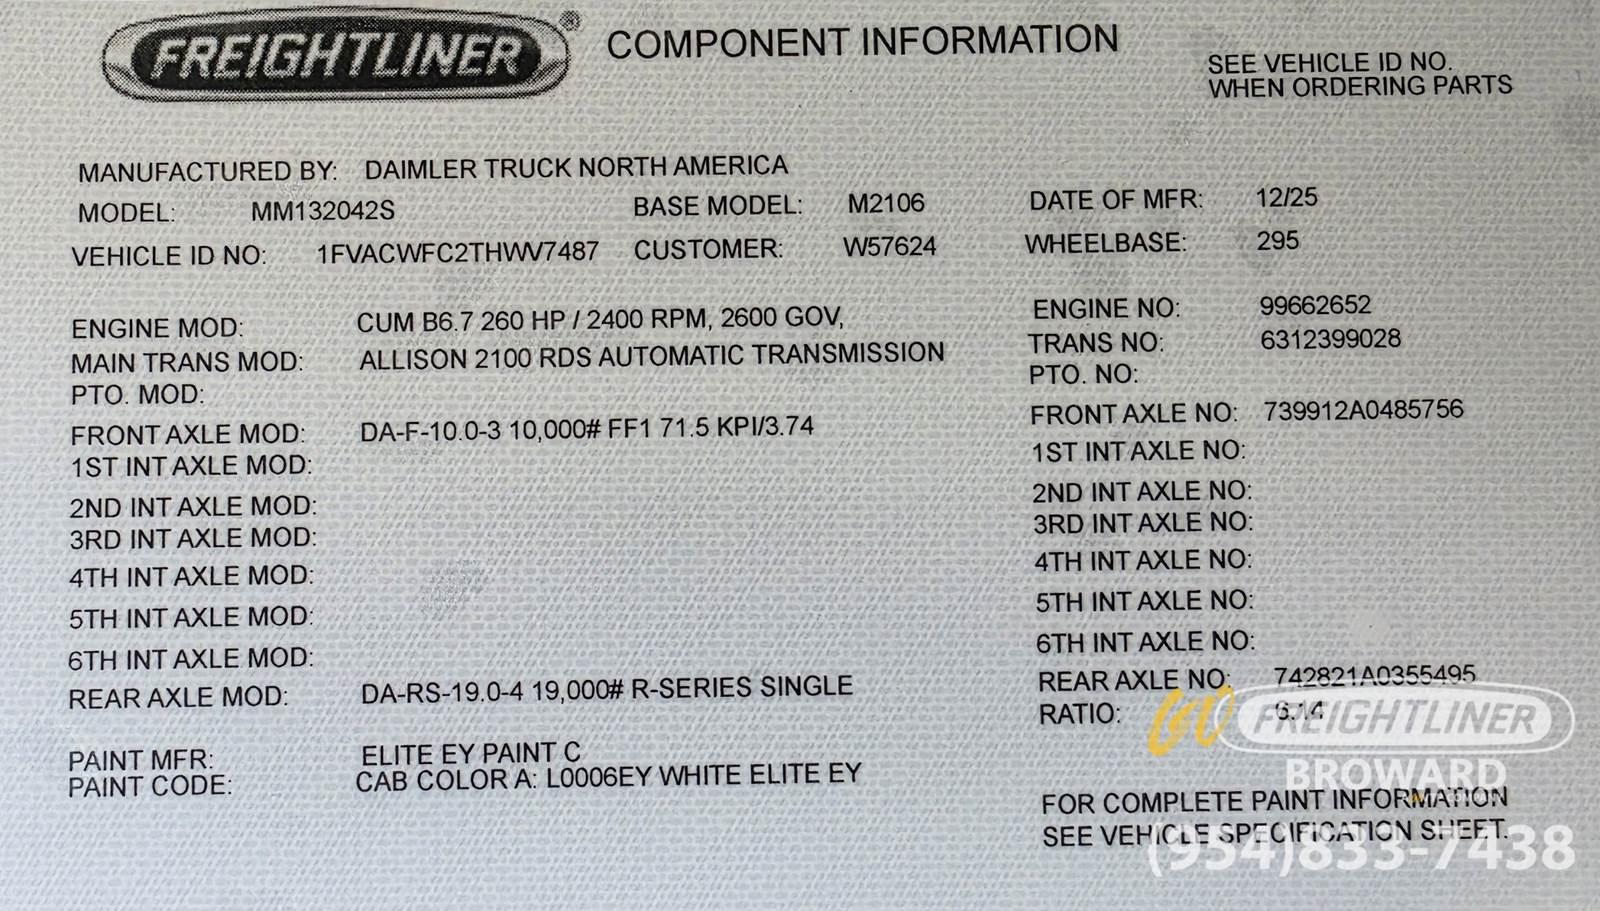 FREIGHTLINER®
COMPONENT INFORMATION
SEE VEHICLE ID NO.
WHEN ORDERING PARTS
MANUFACTURED BY: DAIMLER TRUCK NORTH AMERICA
MODEL: MM132042S BASE MODEL: M2106 DATE OF MFR: 12/25
VEHICLE ID NO: 1FVACWFC2THWV7487 CUSTOMER: W57624 WHEELBASE: 295
ENGINE MOD: CUM B6.7 260 HP / 2400 RPM, 2600 GOV, ENGINE NO: 99662652
MAIN TRANS MOD: ALLISON 2100 RDS AUTOMATIC TRANSMISSION TRANS NO: 6312399028
PTO. MOD: PTO. NO:
FRONT AXLE MOD: DA-F-10.0-3 10,000# FF1 71.5 KPI/3.74 FRONT AXLE NO: 739912A0485756
1ST INT AXLE MOD: 1ST INT AXLE NO:
2ND INT AXLE MOD: 2ND INT AXLE NO:
3RD INT AXLE MOD: 3RD INT AXLE NO:
4TH INT AXLE MOD: 4TH INT AXLE NO:
5TH INT AXLE MOD: 5TH INT AXLE NO:
6TH INT AXLE MOD: 6TH INT AXLE NO:
REAR AXLE MOD: DA-RS-19.0-4 19,000# R-SERIES SINGLE REAR AXLE NO: 742821A0355495
RATIO: 6.14
PAINT MFR: ELITE EY PAINT C
PAINT CODE: CAB COLOR A: L0006EY WHITE ELITE EY
FOR COMPLETE PAINT INFORMATION
SEE VEHICLE SPECIFICATION SHEET.
GO FREIGHTLINER
BROWARD
(954)833-7438